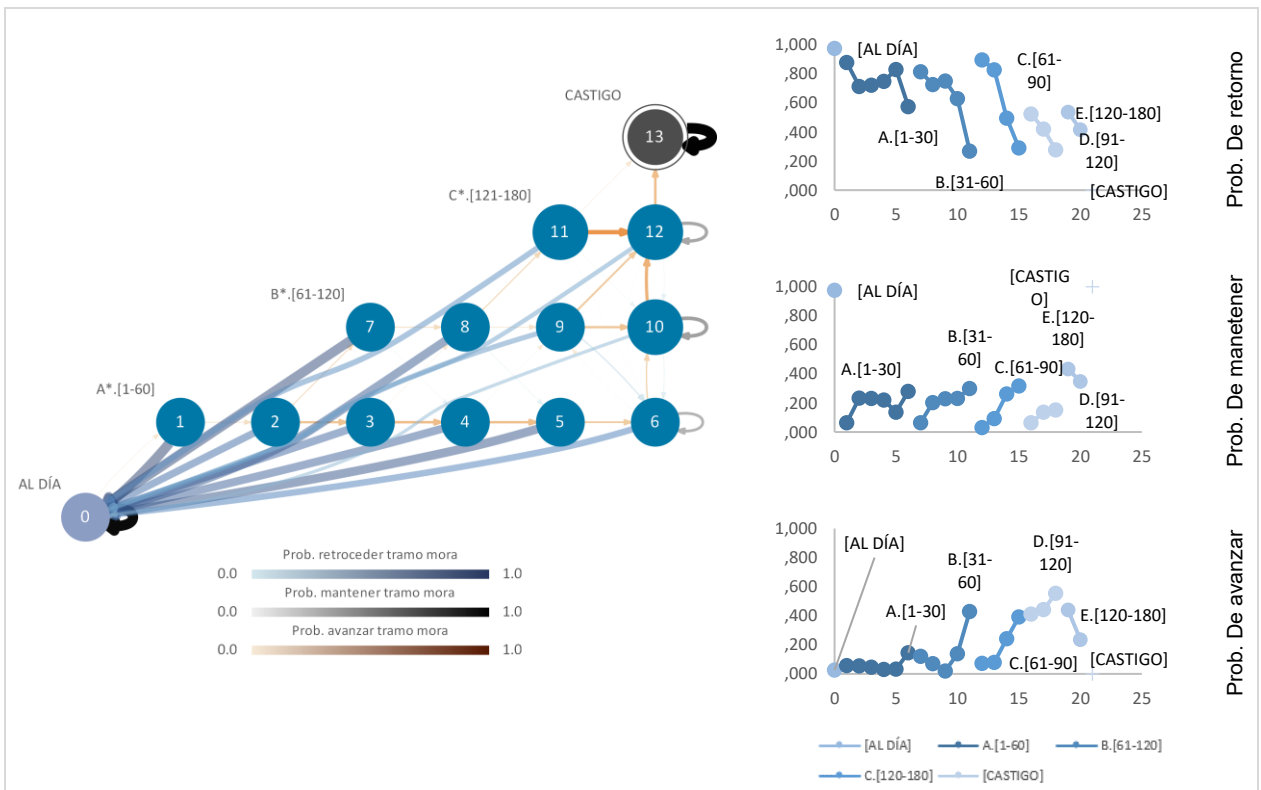 CASTIGO
13
C*.[121-180]
11
12
B*.[61-120]
7
8
9
10
A*.[1-60]
1
2
3
4
5
6
AL DÍA
0
Prob. retroceder tramo mora
0.0
1.0
Prob. mantener tramo mora
0.0
1.0
Prob. avanzar tramo mora
0.0
1.0
1,000
,800
,600
,400
,200
,000
0
5
10
15
20
25
[AL DÍA]
A.[1-30]
B.[31-60]
C.[61-
90]
E.[120-180]
D.[91-
120]
[CASTIGO]
Prob. De retorno
1,000
,800
,600
,400
,200
,000
0
5
10
15
20
25
[AL DÍA]
A.[1-30]
B.[31-
60]
C.[61-90]
[CASTIG
O]
E.[120-
180]
D.[91-
120]
Prob. De manetener
1,000
,800
,600
,400
,200
,000
0
5
10
15
20
25
[AL DÍA]
A.[1-30]
B.[31-
60]
D.[91-
120]
C.[61-90]
E.[120-180]
[CASTIGO]
Prob. De avanzar
[AL DÍA]
A.[1-60]
B.[61-120]
C.[120-180]
[CASTIGO]